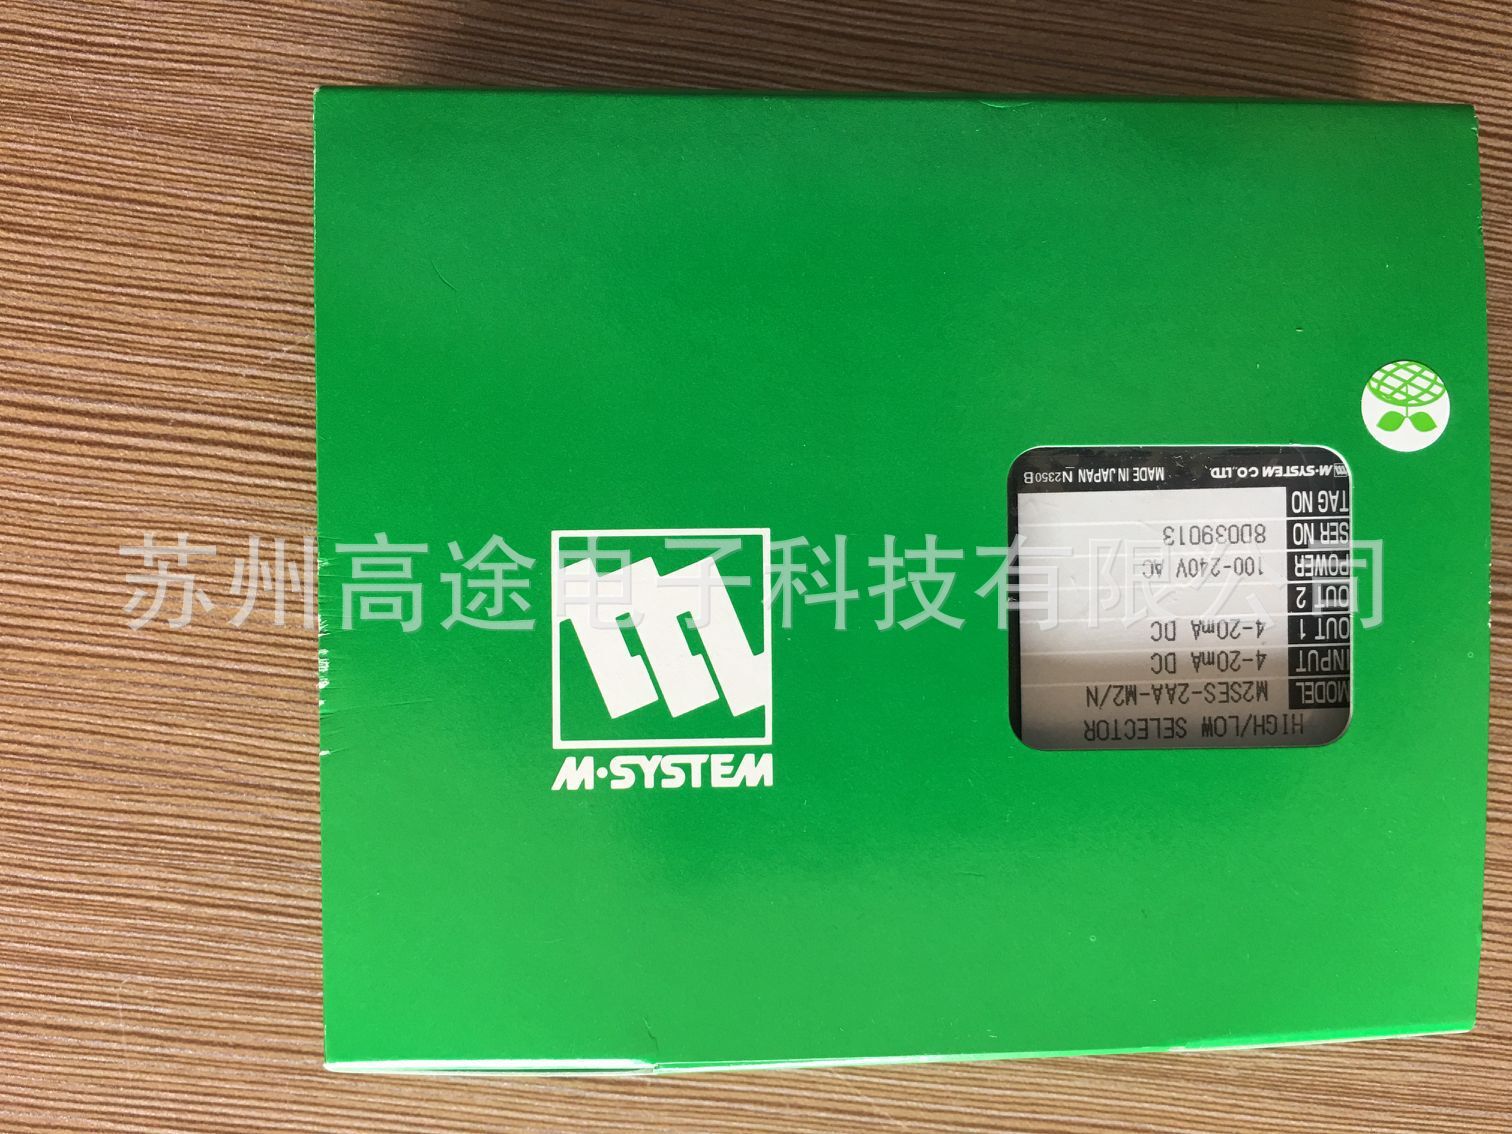 苏州高途电子科技有限公司
M·SYSTEM
HIGH/LOW SELECTOR
MODEL M2SES-2AA-M2/N
INPUT 4-20mA DC
OUT 1 4-20mA DC
OUT 2
POWER 100-240V AC
SER NO 8D039013
TAG NO
M·SYSTEM CO.,LTD. MADE IN JAPAN N2350B